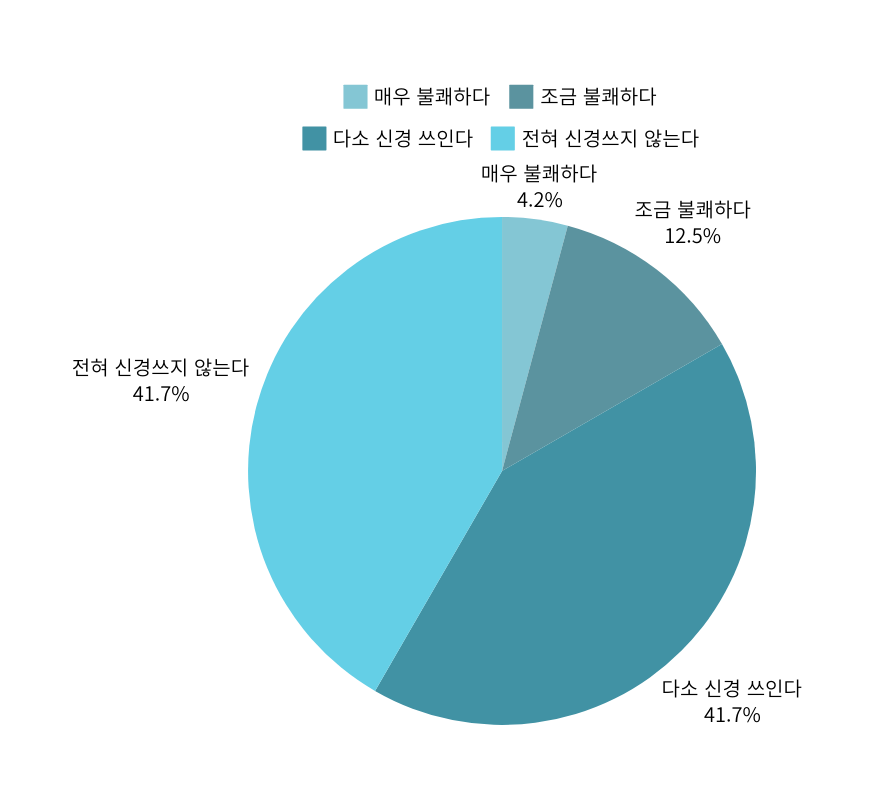 매우 불쾌하다 조금 불쾌하다
다소 신경 쓰인다 전혀 신경쓰지 않는다
매우 불쾌하다
4.2%
조금 불쾌하다
12.5%
전혀 신경쓰지 않는다
41.7%
다소 신경 쓰인다
41.7%